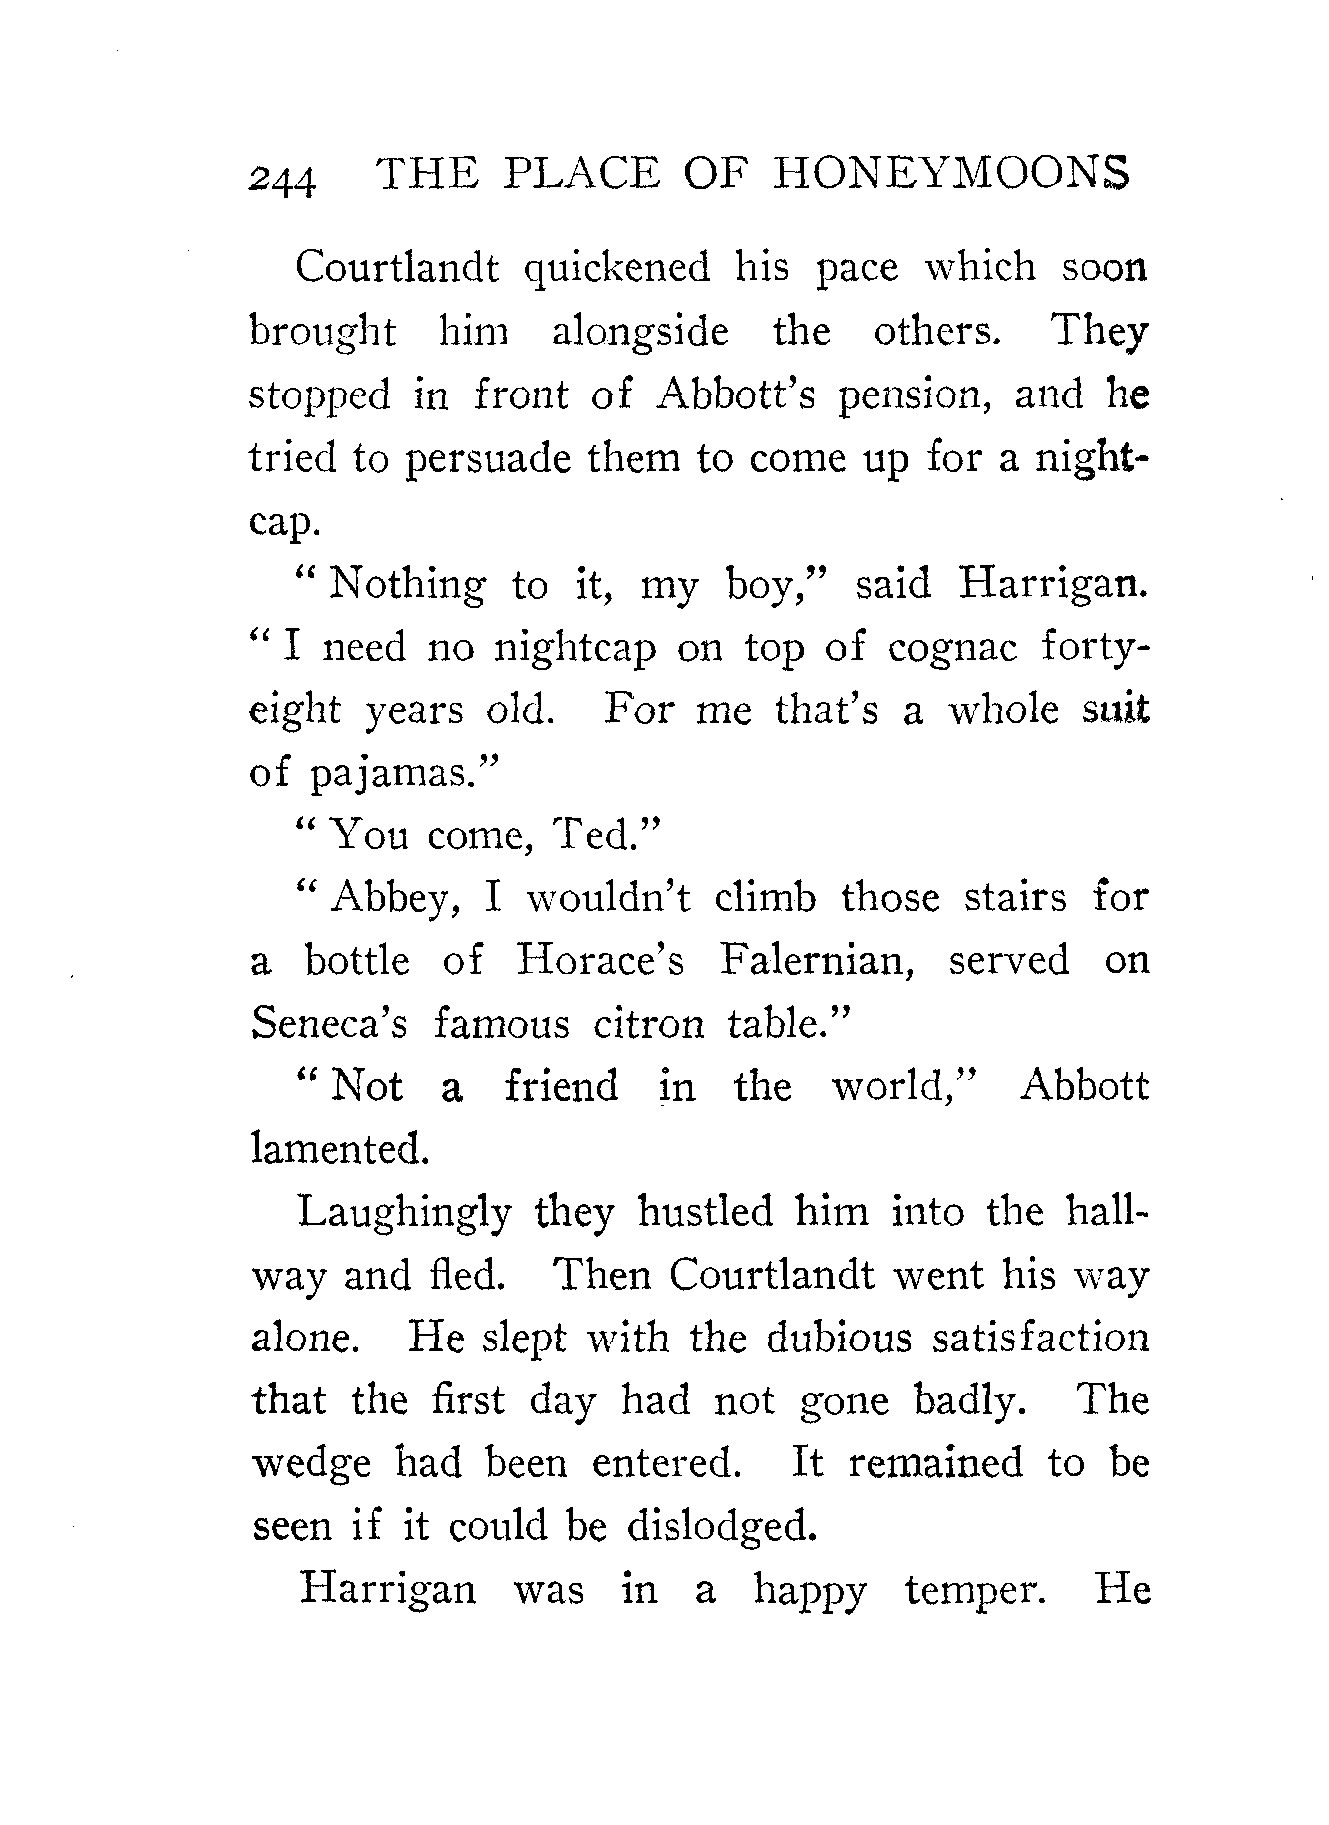 244 THE PLACE OF HONEYMOONS
Courtlandt quickened his pace which soon
brought him alongside the others. They
stopped in front of Abbott's pension, and he
tried to persuade them to come up for a night-
cap.
" Nothing to it, my boy," said Harrigan.
" I need no nightcap on top of cognac forty-
eight years old. For me that's a whole suit
of pajamas."
" You come, Ted."
" Abbey, I wouldn't climb those stairs for
a bottle of Horace's Falernian, served on
Seneca's famous citron table."
" Not a friend in the world," Abbott
lamented.
Laughingly they hustled him into the hall-
way and fled. Then Courtlandt went his way
alone. He slept with the dubious satisfaction
that the first day had not gone badly. The
wedge had been entered. It remained to be
seen if it could be dislodged.
Harrigan was in a happy temper. He